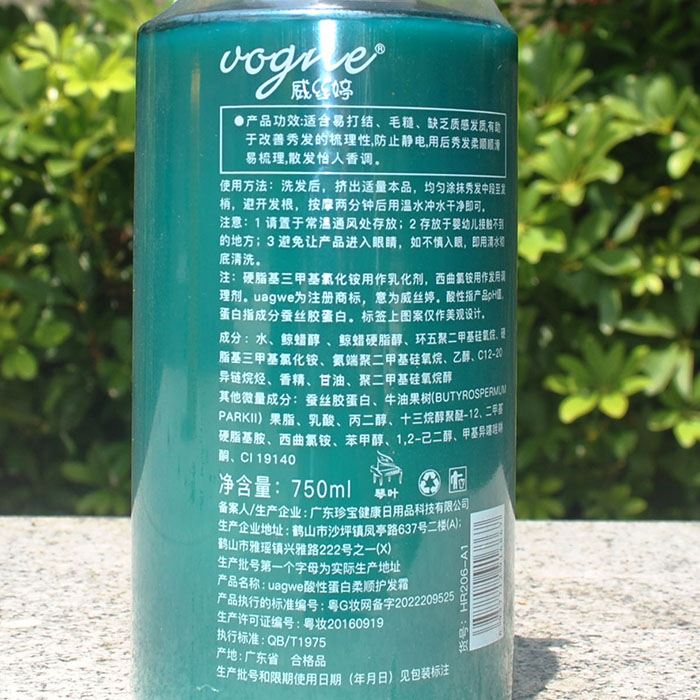 vogue®
威丝婷
●产品功效:适合易打结、毛糙、缺乏质感发质,有助
于改善秀发的梳理性,防止静电,用后秀发柔顺顺滑
易梳理,散发怡人香调。
使用方法：洗发后，挤出适量本品，均匀涂抹秀发中段至发
梢，避开发根，按摩两分钟后用温水冲水干净即可。
注意：1 请置于常温通风处存放；2 存放于婴幼儿接触不到
的地方；3 避免让产品进入眼睛，如不慎入眼，即用清水彻
底清洗。
注：硬脂基三甲基氯化铵用作乳化剂，西曲氯铵用作发用调
理剂。uagwe为注册商标，意为威丝婷。酸性指产品pH值,
蛋白指成分蚕丝胶蛋白。标签上图案仅作美观设计。
成分：水、鲸蜡醇 、鲸蜡硬脂醇、环五聚二甲基硅氧烷、硬
脂基三甲基氯化铵、氨端聚二甲基硅氧烷、乙醇、C12-20
异链烷烃、香精、甘油、聚二甲基硅氧烷醇
其他微量成分：蚕丝胶蛋白、牛油果树(BUTYROSPERMUM
PARKII）果脂、乳酸、丙二醇、十三烷醇聚醚-12、二甲基
硬脂基胺、西曲氯铵、苯甲醇、1,2-己二醇、甲基异噻唑啉
酮、CI 19140
净含量：750ml
琴叶
备案人/生产企业：广东珍宝健康日用品科技有限公司
生产企业地址：鹤山市沙坪镇凤亭路637号二楼(A)；
鹤山市雅瑶镇兴雅路222号之一(X)
生产批号第一个字母为实际生产地址
产品名称：uagwe酸性蛋白柔顺护发霜
产品执行的标准编号：粤G妆网备字2022209525
生产许可证编号：粤妆20160919
执行标准：QB/T1975
产地：广东省 合格品
生产批号和限期使用日期（年月日）见包装标注
货号：HR206-A1